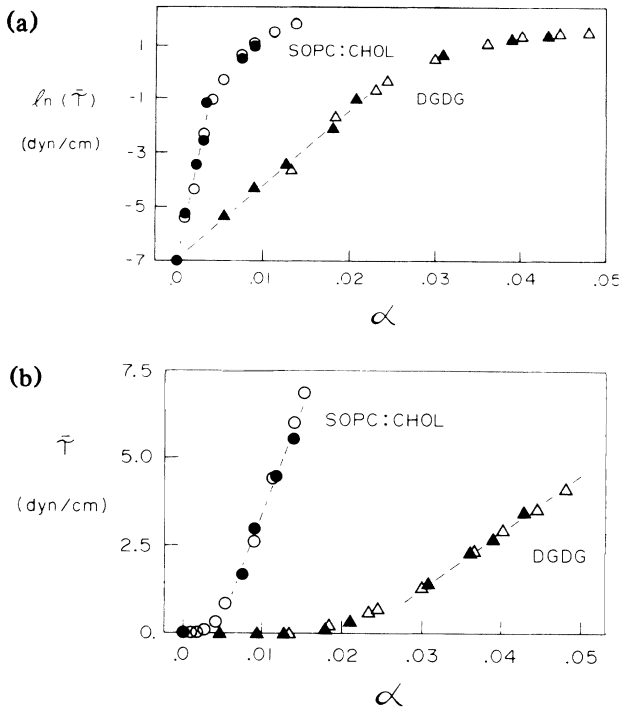 (a)
1
-1
-3
-5
-7
ln (T̄)
(dyn/cm)
SOPC:CHOL
DGDG
.0 .01 .02 .03 .04 .05
α
(b)
7.5
5.0
2.5
0.
T̄
(dyn/cm)
SOPC:CHOL
DGDG
.0 .01 .02 .03 .04 .05
α